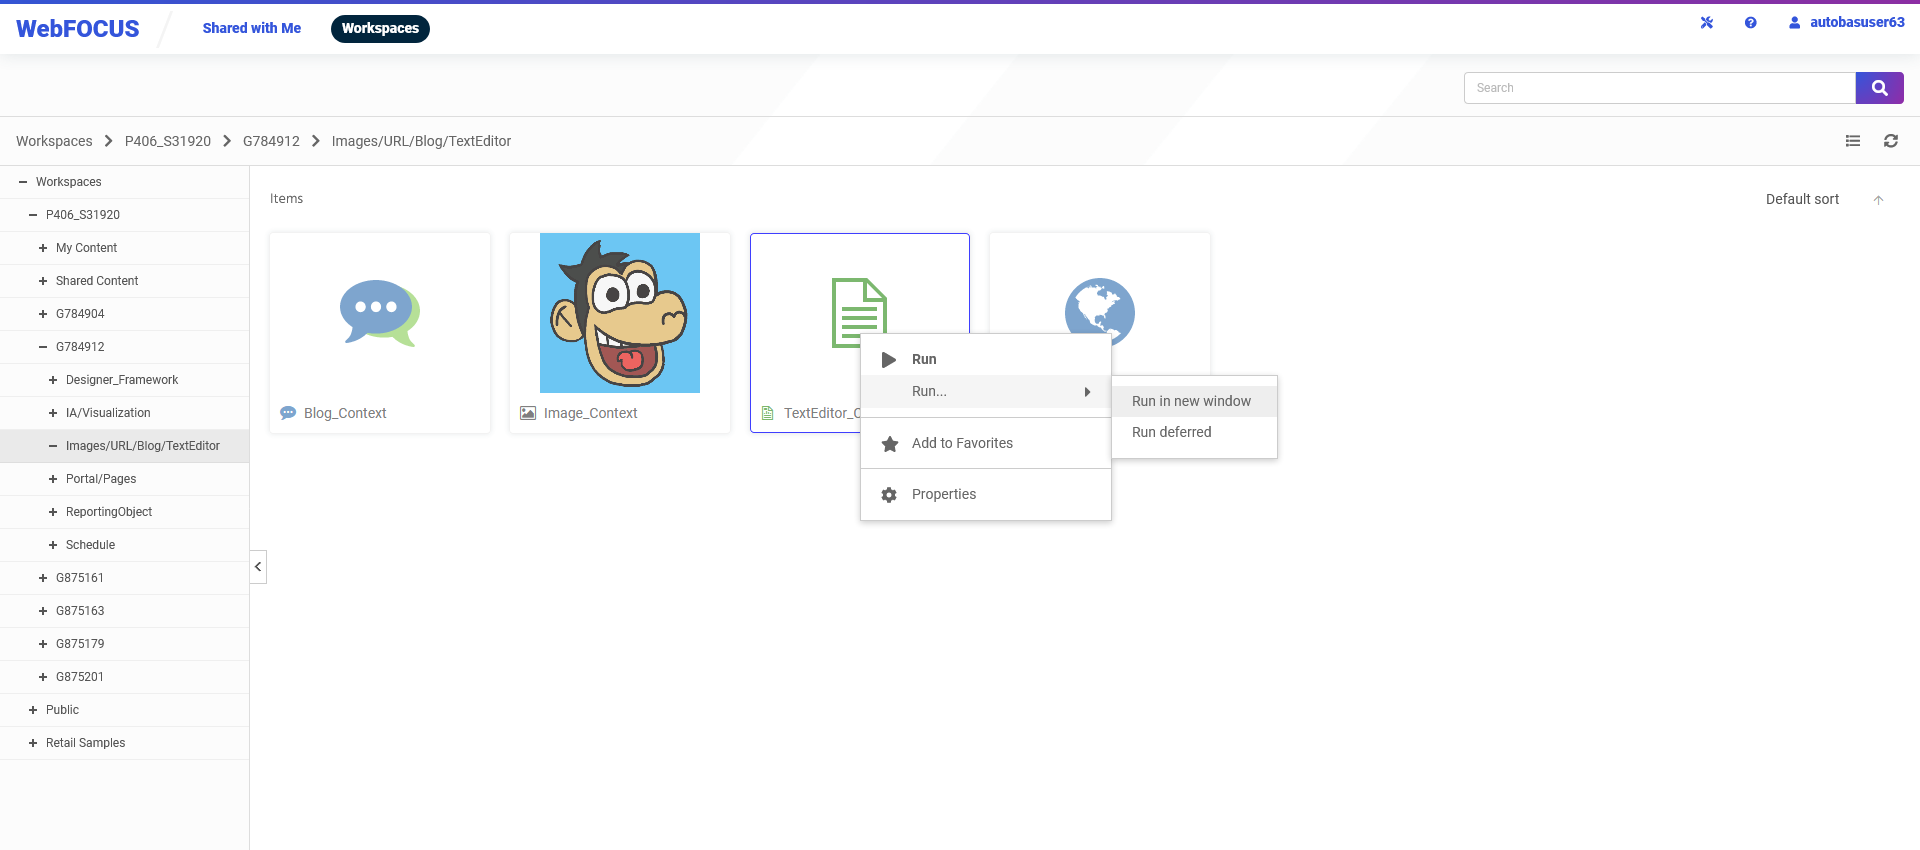 WebFOCUS
Shared with Me
Workspaces
autobasuser63
Search
Workspaces
P406_S31920
G784912
Images/URL/Blog/TextEditor
Workspaces
P406_S31920
My Content
Shared Content
G784904
G784912
Designer_Framework
IA/Visualization
Images/URL/Blog/TextEditor
Portal/Pages
ReportingObject
Schedule
G875161
G875163
G875179
G875201
Public
Retail Samples
Items
Default sort
Blog_Context
Image_Context
TextEditor_
Run
Run...
Add to Favorites
Properties
Run in new window
Run deferred